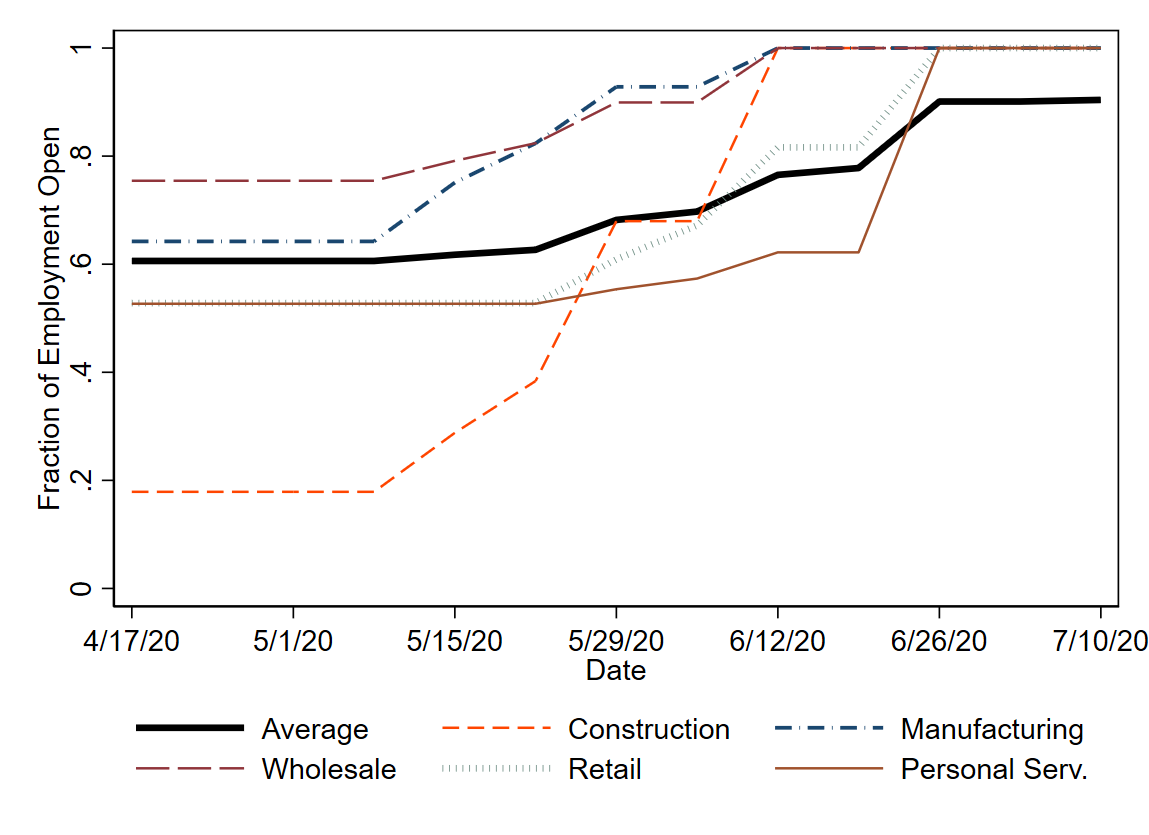 Fraction of Employment Open
1
.8
.6
.4
.2
0
4/17/20 5/1/20 5/15/20 5/29/20 6/12/20 6/26/20 7/10/20
Date
Average Construction Manufacturing
Wholesale Retail Personal Serv.